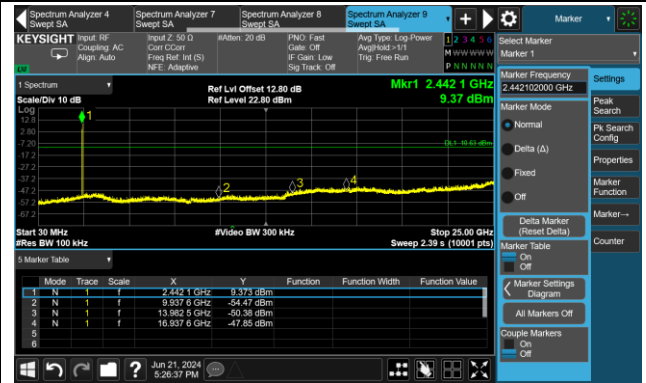 Spectrum Analyzer 4 Swept SA
Spectrum Analyzer 7 Swept SA
Spectrum Analyzer 8 Swept SA
Spectrum Analyzer 9 Swept SA
+
Marker
KEYSIGHT
Input: RF
Coupling: AC
Align: Auto
Input Z: 50 Ω
Corr CCorr
Freq Ref: Int (S)
NFE: Adaptive
#Atten: 20 dB
PNO: Fast
Gate: Off
IF Gain: Low
Sig Track: Off
Avg Type: Log-Power
Avg|Hold:>1/1
Trig: Free Run
1 2 3 4 5 6
M W W W W W
P N N N N N
Select Marker
Marker 1
LXI
1 Spectrum
Scale/Div 10 dB
Ref Lvl Offset 12.80 dB
Ref Level 22.80 dBm
Mkr1 2.442 1 GHz
9.37 dBm
Log
12.8
2.80
-7.20
-17.2
-27.2
-37.2
-47.2
-57.2
-67.2
1
2
3
4
DL1 -10.63 dBm
Start 30 MHz
#Res BW 100 kHz
#Video BW 300 kHz
Stop 25.00 GHz
Sweep 2.39 s (10001 pts)
5 Marker Table
Mode Trace Scale X Y Function Function Width Function Value
1 N 1 f 2.442 1 GHz 9.373 dBm
2 N 1 f 9.937 6 GHz -54.47 dBm
3 N 1 f 13.982 5 GHz -50.38 dBm
4 N 1 f 16.937 6 GHz -47.85 dBm
5
6
Marker Frequency
2.442102000 GHz
Marker Mode
Normal
Delta (Δ)
Fixed
Off
Delta Marker
(Reset Delta)
Marker Table
On
Off
Marker Settings
Diagram
All Markers Off
Couple Markers
On
Off
Settings
Peak
Search
Pk Search
Config
Properties
Marker
Function
Marker→
Counter
?
Jun 21, 2024
5:26:37 PM